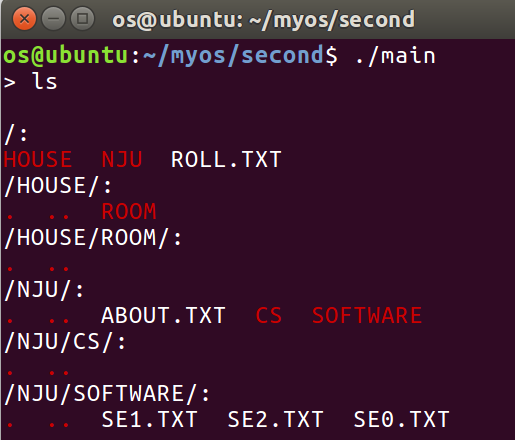 os@ubuntu: ~/myos/second
os@ubuntu:~/myos/second$ ./main
> ls
/:
HOUSE  NJU  ROLL.TXT
/HOUSE/:
.  ..  ROOM
/HOUSE/ROOM/:
.  ..
/NJU/:
.  ..  ABOUT.TXT  CS  SOFTWARE
/NJU/CS/:
.  ..
/NJU/SOFTWARE/:
.  ..  SE1.TXT  SE2.TXT  SE0.TXT